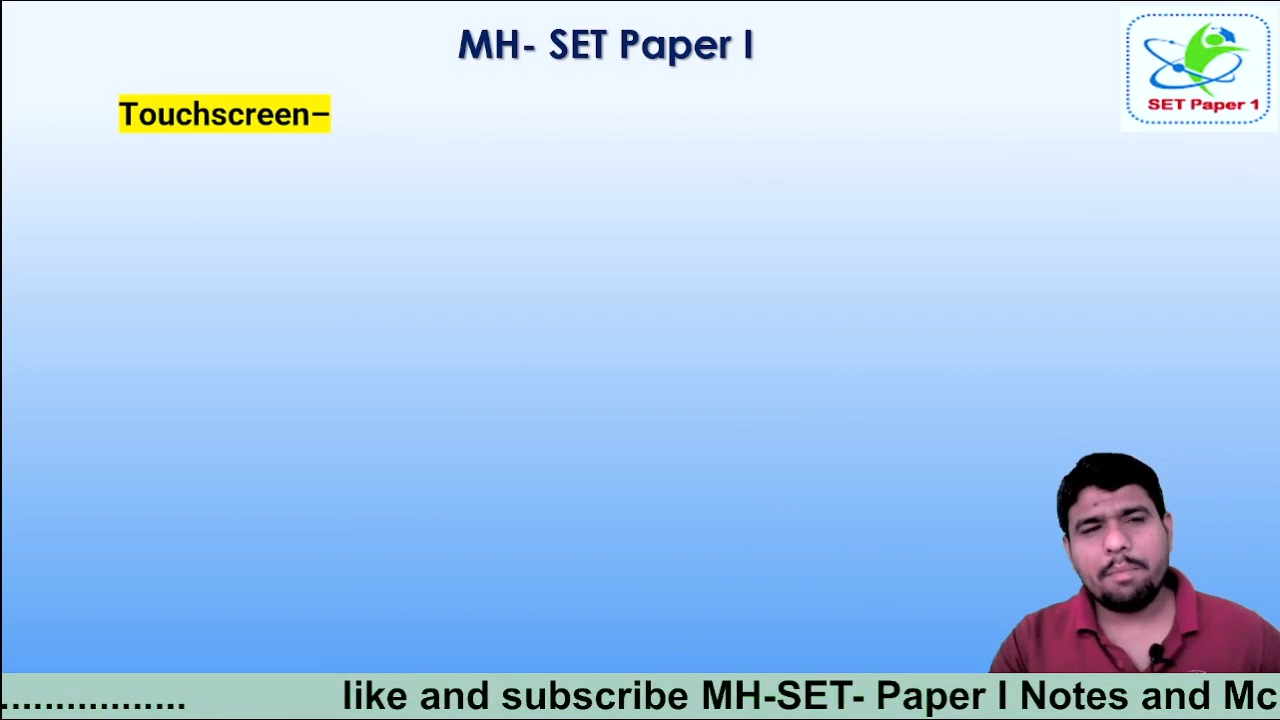 MH- SET Paper I
SET Paper 1
Touchscreen–
................. like and subscribe MH-SET- Paper I Notes and Mc